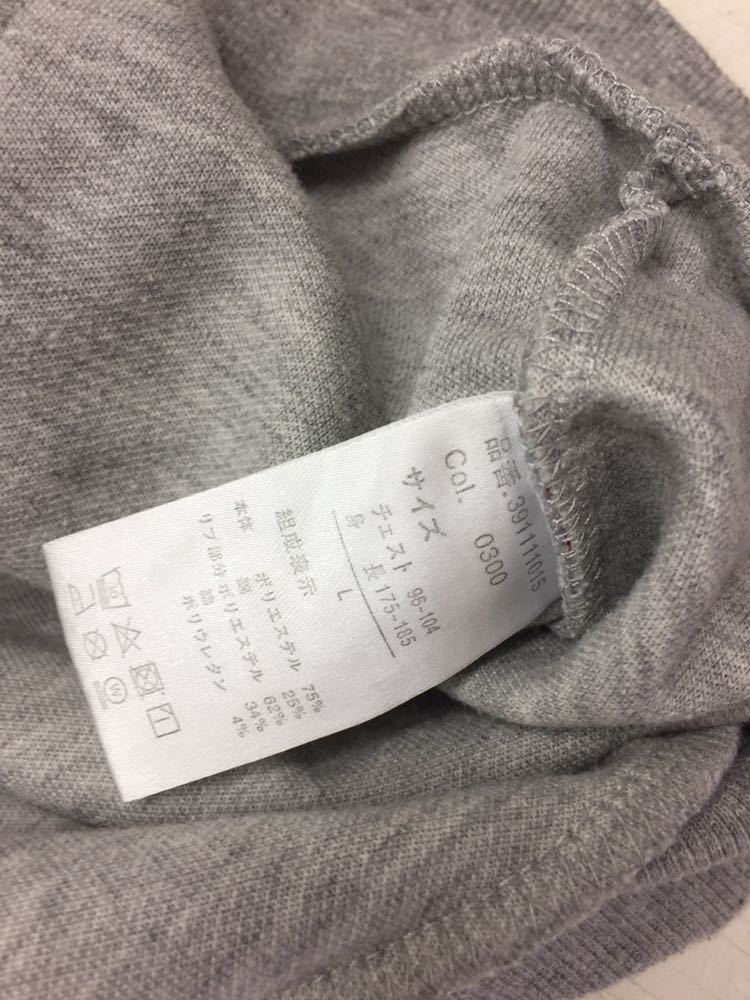 品番.391111015
Col. 0300
サイズ
チェスト 96-104
身 長 175-185
L
組成表示
本体 ポリエステル 75%
綿 25%
リブ部分ポリエステル 62%
綿 34%
ポリウレタン 4%
W